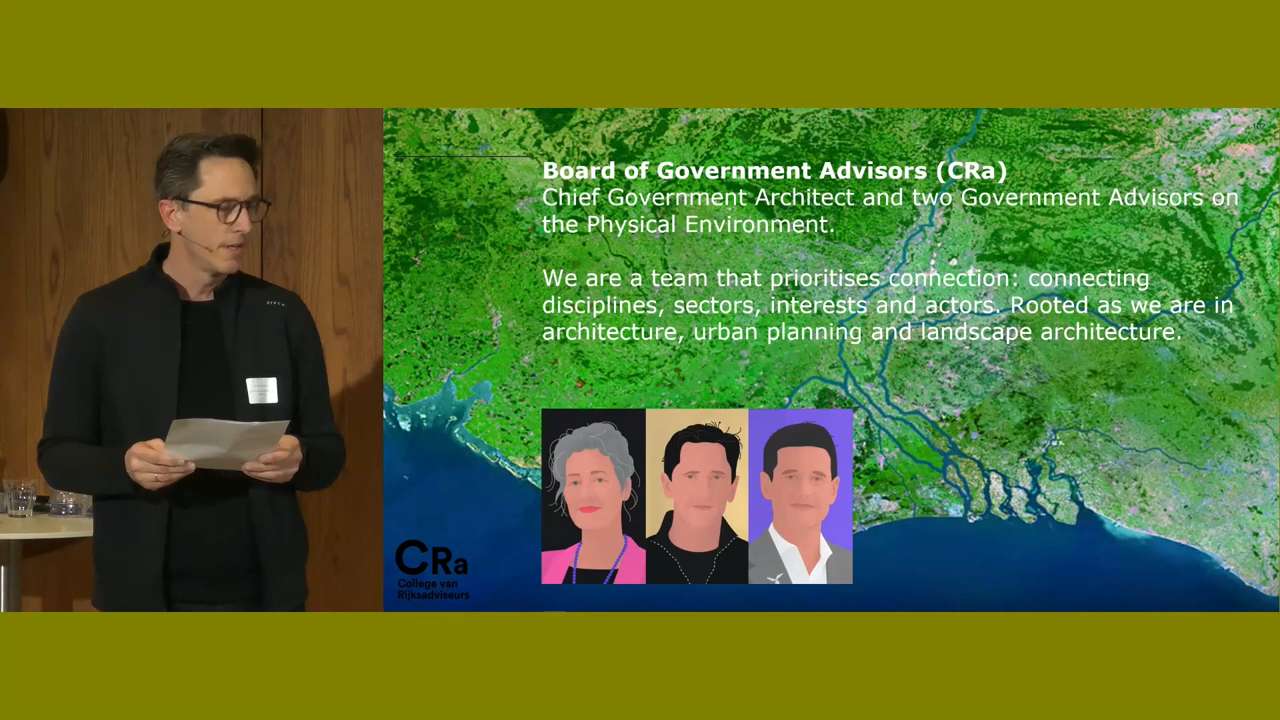 Board of Government Advisors (CRa)
Chief Government Architect and two Government Advisors on
the Physical Environment.
We are a team that prioritises connection: connecting
disciplines, sectors, interests and actors. Rooted as we are in
architecture, urban planning and landscape architecture.
CRa
College van
Rijksadviseurs